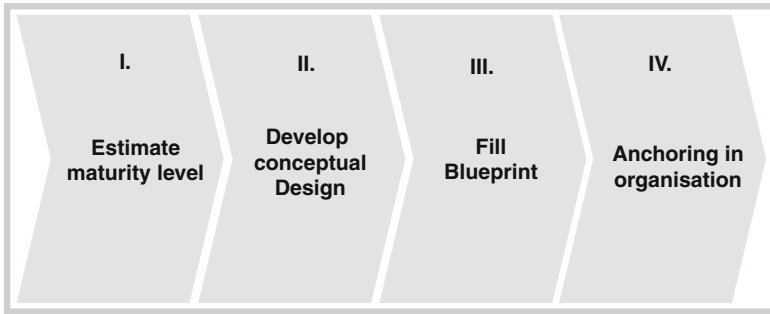 I.
Estimate
maturity level
II.
Develop
conceptual
Design
III.
Fill
Blueprint
IV.
Anchoring in
organisation